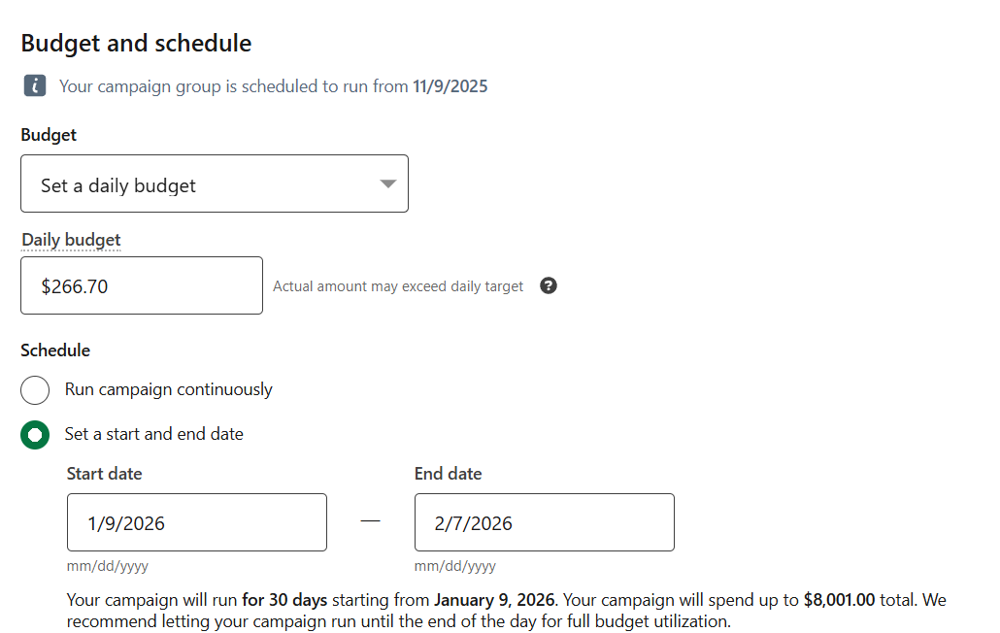 Budget and schedule
Your campaign group is scheduled to run from 11/9/2025
Budget
Set a daily budget
Daily budget
$266.70
Actual amount may exceed daily target
Schedule
Run campaign continuously
Set a start and end date
Start date
End date
1/9/2026
—
2/7/2026
mm/dd/yyyy
mm/dd/yyyy
Your campaign will run for 30 days starting from January 9, 2026. Your campaign will spend up to $8,001.00 total. We
recommend letting your campaign run until the end of the day for full budget utilization.